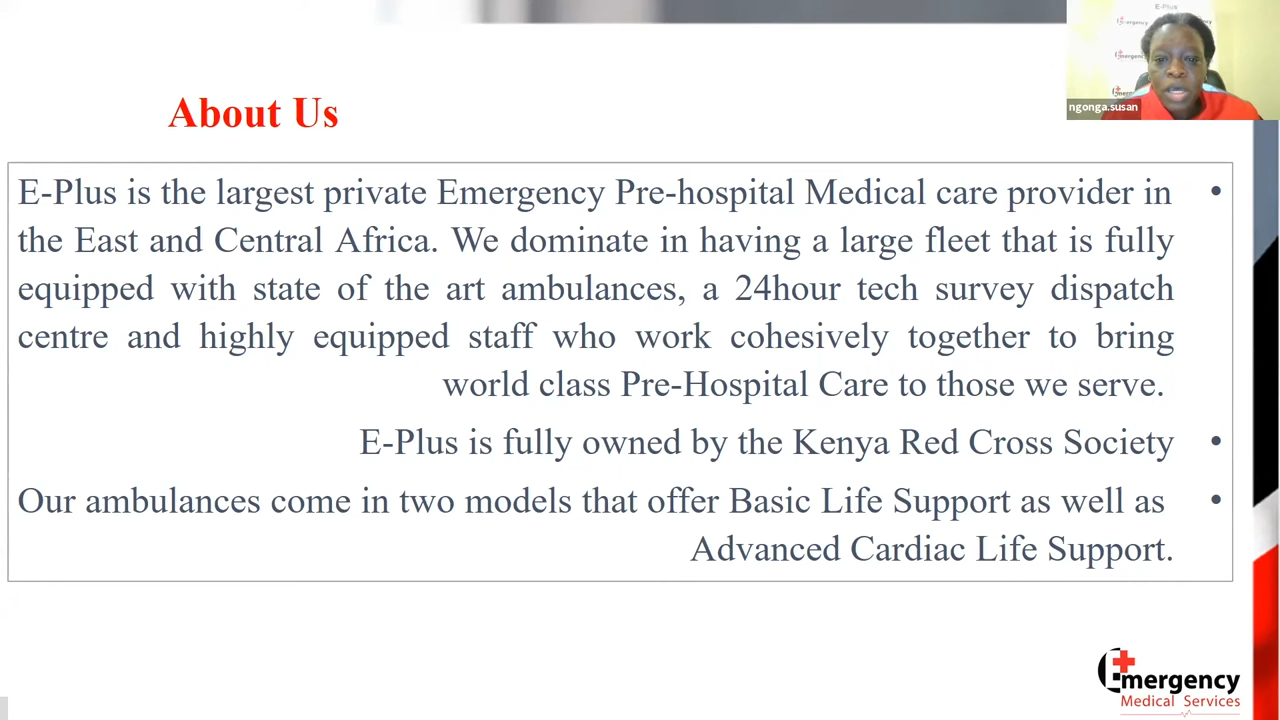 E-Plus
Emergency
Emergency
Emergency
ngonga.susan
About Us
E-Plus is the largest private Emergency Pre-hospital Medical care provider in •
the East and Central Africa. We dominate in having a large fleet that is fully
equipped with state of the art ambulances, a 24hour tech survey dispatch
centre and highly equipped staff who work cohesively together to bring
world class Pre-Hospital Care to those we serve.
E-Plus is fully owned by the Kenya Red Cross Society •
Our ambulances come in two models that offer Basic Life Support as well as •
Advanced Cardiac Life Support.
Emergency
Medical Services